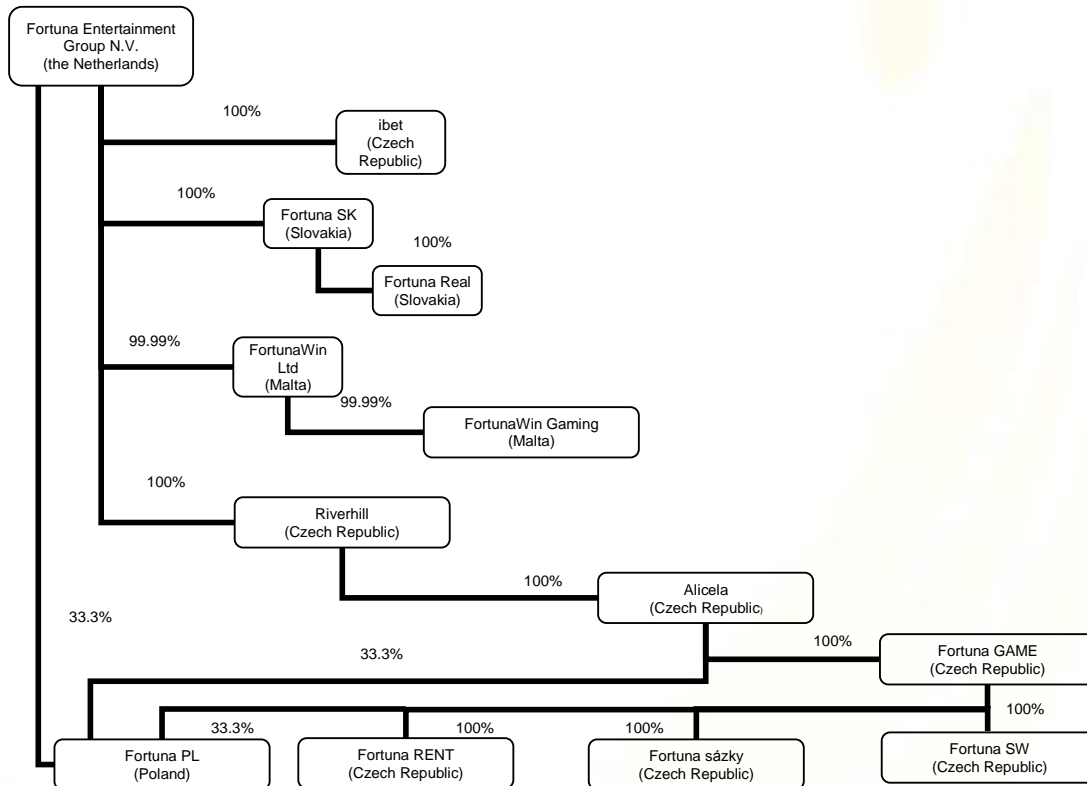 Fortuna Entertainment
Group N.V.
(the Netherlands)
100%
ibet
(Czech
Republic)
100%
Fortuna SK
(Slovakia)
100%
Fortuna Real
(Slovakia)
99.99%
FortunaWin
Ltd
(Malta)
99.99%
FortunaWin Gaming
(Malta)
100%
Riverhill
(Czech Republic)
100%
Alicela
(Czech Republic)
33.3%
33.3%
100%
Fortuna GAME
(Czech Republic)
33.3%
100%
100%
100%
Fortuna PL
(Poland)
Fortuna RENT
(Czech Republic)
Fortuna sázky
(Czech Republic)
Fortuna SW
(Czech Republic)